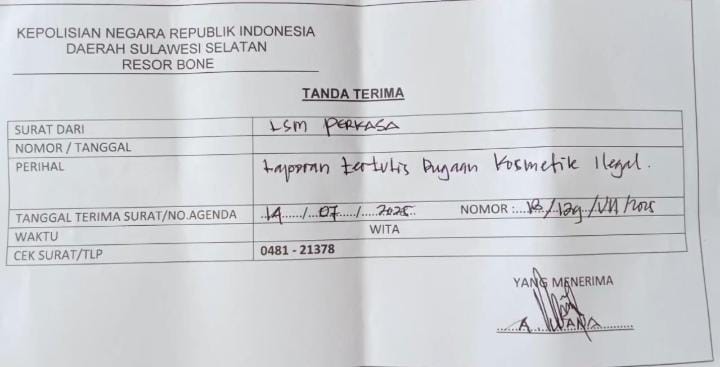 KEPOLISIAN NEGARA REPUBLIK INDONESIA
DAERAH SULAWESI SELATAN
RESOR BONE
TANDA TERIMA
SURAT DARI LSM PERKASA
NOMOR / TANGGAL
PERIHAL Laporan tertulis Dugaan Kosmetik Ilegal.
TANGGAL TERIMA SURAT/NO.AGENDA 14 / 07 / 2025 NOMOR : /VII/2025
WAKTU WITA
CEK SURAT/TLP 0481 - 21378
YANG MENERIMA
A